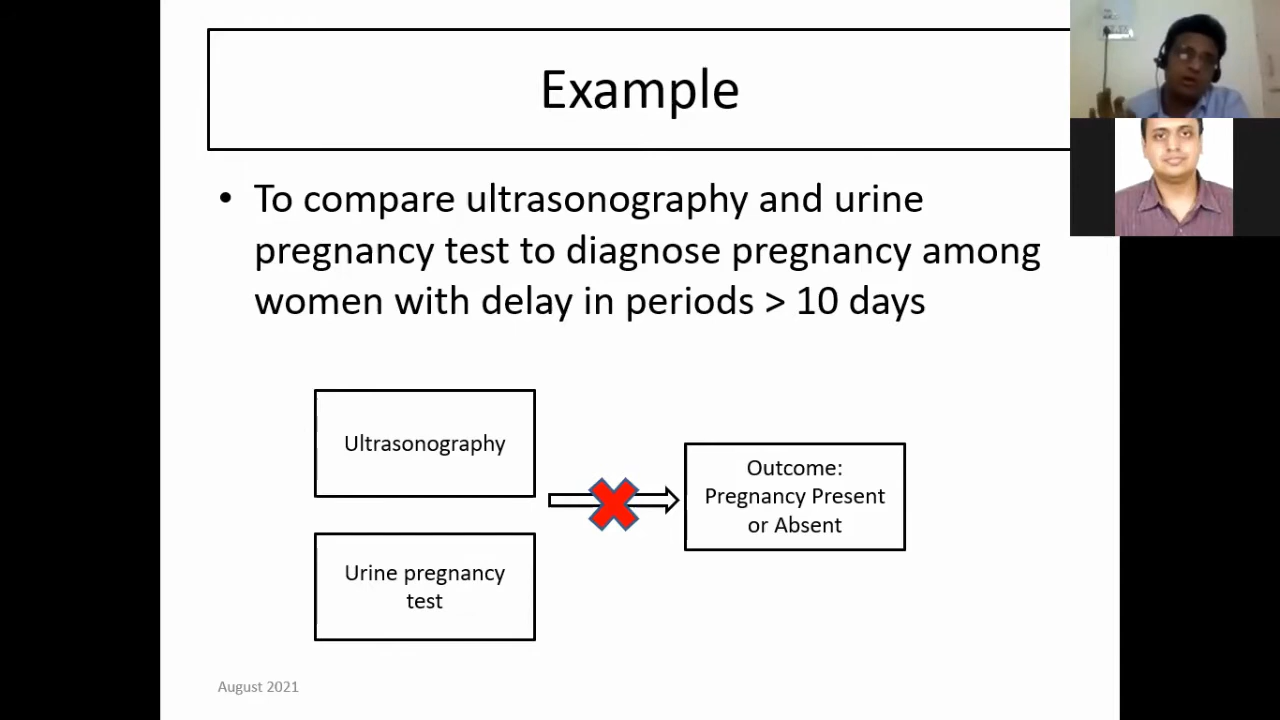 Example
• To compare ultrasonography and urine
pregnancy test to diagnose pregnancy among
women with delay in periods > 10 days
Ultrasonography
Urine pregnancy
test
Outcome:
Pregnancy Present
or Absent
August 2021